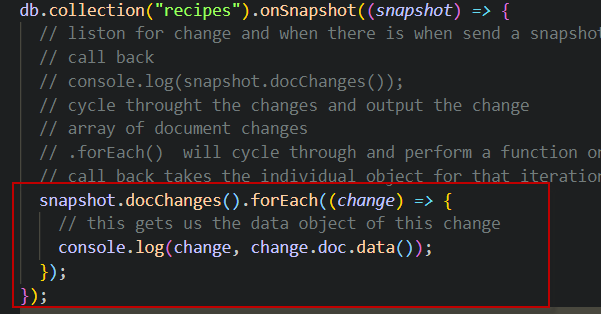 db.collection("recipes").onSnapshot((snapshot) => {
// liston for change and when there is when send a snapshot
// call back
// console.log(snapshot.docChanges());
// cycle throught the changes and output the change
// array of document changes
// .forEach()  will cycle through and perform a function on
// call back takes the individual object for that iteration
snapshot.docChanges().forEach((change) => {
// this gets us the data object of this change
console.log(change, change.doc.data());
});
});